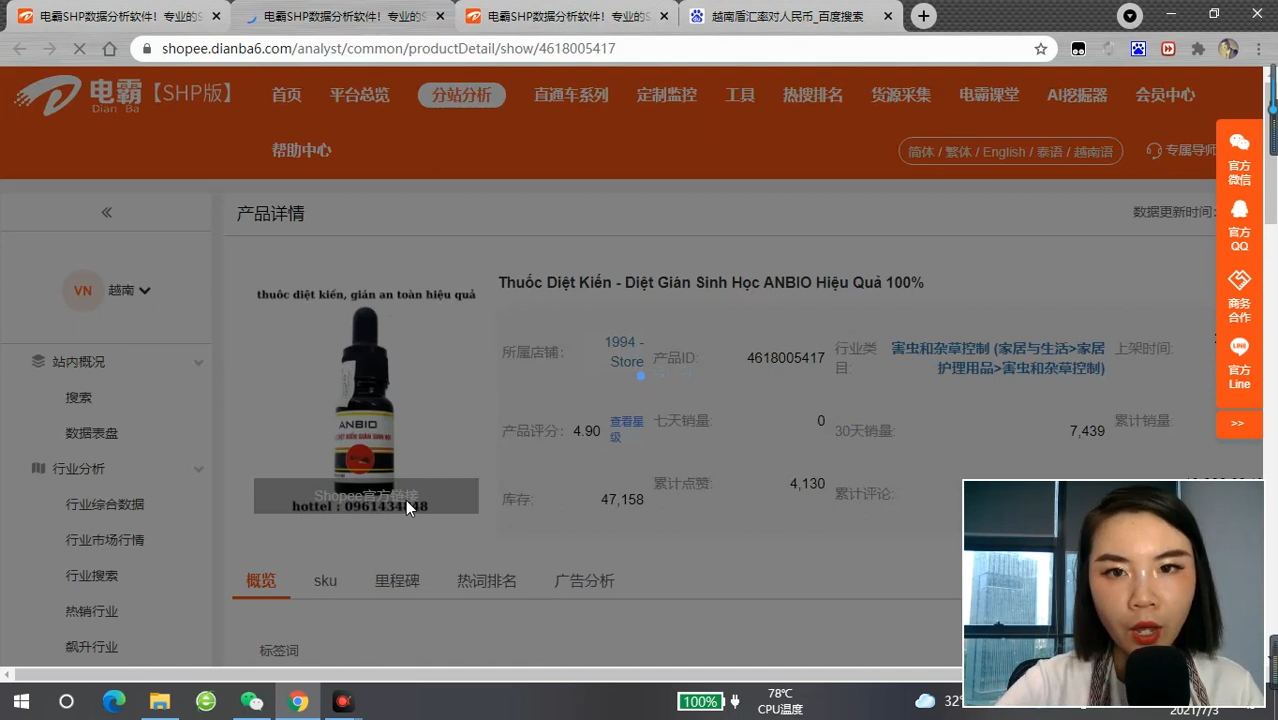 电霸SHP数据分析软件！专业的S
电霸SHP数据分析软件！专业的S
电霸SHP数据分析软件！专业的S
越南盾汇率对人民币_百度搜索
shopee.dianba6.com/analyst/common/productDetail/show/4618005417
电霸 Dian Ba 【SHP版】
首页 平台总览 分站分析 直通车系列 定制监控 工具 热搜排名 货源采集 电霸课堂 AI挖掘器 会员中心
帮助中心
简体 / 繁体 / English / 泰语 / 越南语
专属导师
官方
微信
官方
QQ
商务
合作
官方
Line
>>
VN 越南
站内概况
搜索
数据表盘
行业分析
行业综合数据
行业市场行情
行业搜索
热销行业
飙升行业
产品详情
数据更新时间:
thuốc diệt kiến, gián an toàn hiệu quả
ANBIO
Shopee官方链接
Thuốc Diệt Kiến - Diệt Gián Sinh Học ANBIO Hiệu Quả 100%
所属店铺: 1994 - Store
产品ID: 4618005417
行业类目: 害虫和杂草控制 (家居与生活>家居护理用品>害虫和杂草控制)
上架时间:
产品评分: 4.90 查看星级
七天销量: 0
30天销量: 7,439
累计销量:
库存: 47,158
累计点赞: 4,130
累计评论:
概览 sku 里程碑 热词排名 广告分析
标签词
100%
78℃
CPU温度
32°
2021/7/3